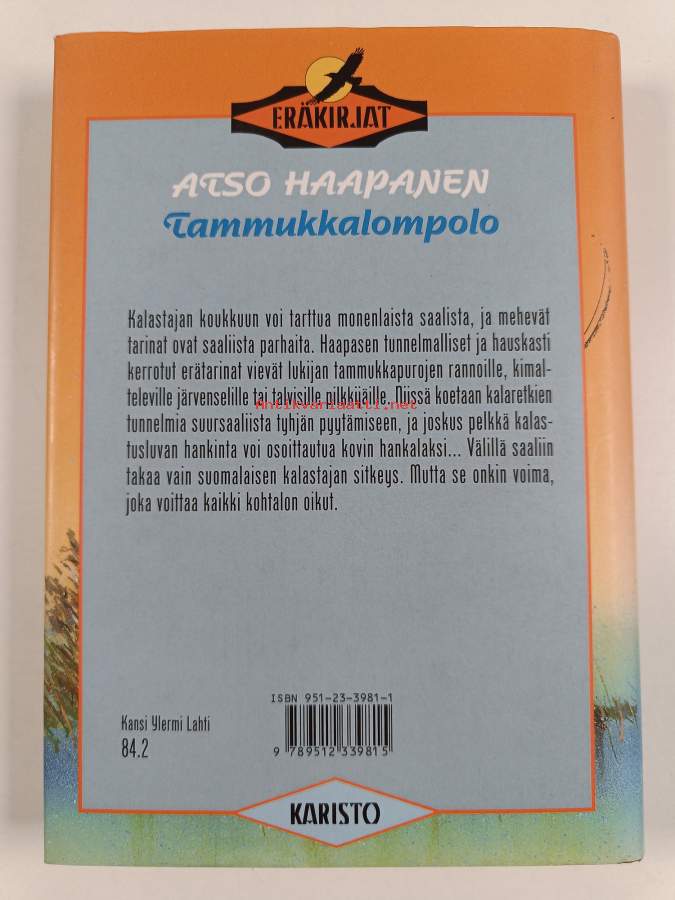 ERÄKIRJAT
ATSO HAAPANEN
Tammukkalompolo
Kalastajan koukkuun voi tarttua monenlaista saalista, ja mehevät
tarinat ovat saaliista parhaita. Haapasen tunnelmalliset ja hauskasti
kerrotut erätarinat vievät lukijan tammukkapurojen rannoille, kimal-
televille järvenselille tai talvisille pilkkijäille. Niissä koetaan kalaretkien
Antikvariaatti.net
tunnelmia suursaaliista tyhjän pyytämiseen, ja joskus pelkkä kalas-
tusluvan hankinta voi osoittautua kovin hankalaksi... Välillä saaliin
takaa vain suomalaisen kalastajan sitkeys. Mutta se onkin voima,
joka voittaa kaikki kohtalon oikut.
ISBN 951-23-3981-1
9 789512 339815
Kansi Ylermi Lahti
84.2
KARISTO